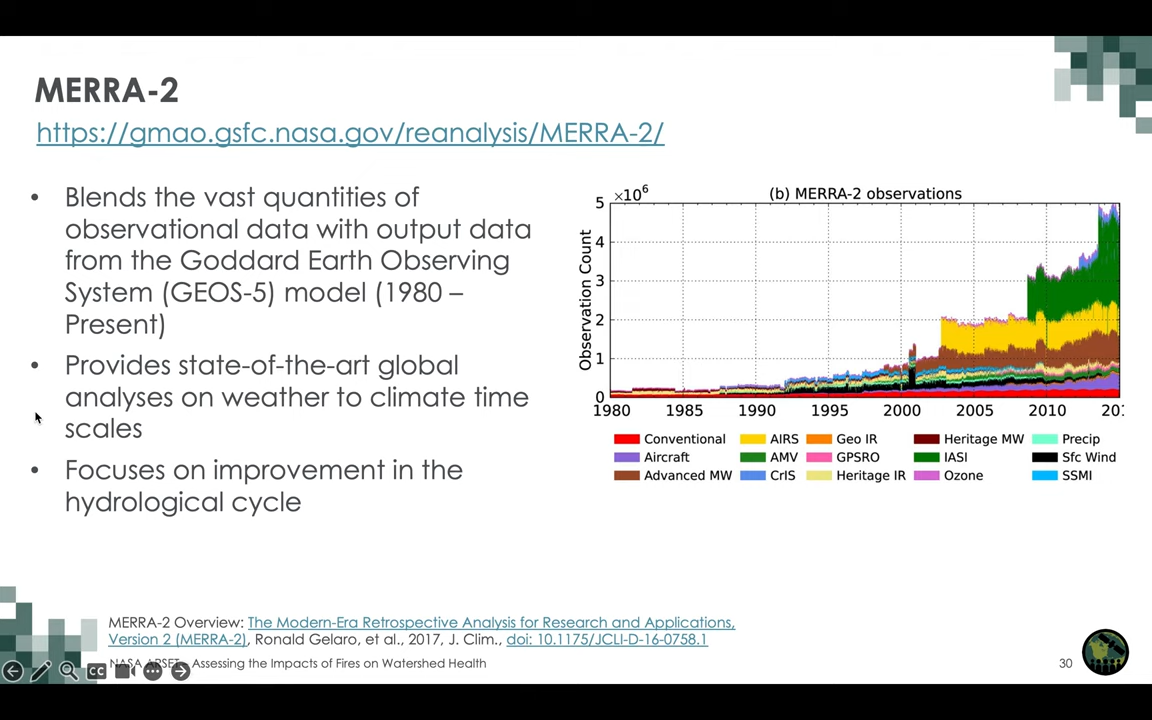 MERRA-2
https://gmao.gsfc.nasa.gov/reanalysis/MERRA-2/
• Blends the vast quantities of
observational data with output data
from the Goddard Earth Observing
System (GEOS-5) model (1980 –
Present)
• Provides state-of-the-art global
analyses on weather to climate time
scales
• Focuses on improvement in the
hydrological cycle
(b) MERRA-2 observations
×10⁶
5
4
3
2
1
0
Observation Count
1980 1985 1990 1995 2000 2005 2010 201
Conventional AIRS Geo IR Heritage MW Precip
Aircraft AMV GPSRO IASI Sfc Wind
Advanced MW CrIS Heritage IR Ozone SSMI
MERRA-2 Overview: The Modern-Era Retrospective Analysis for Research and Applications,
Version 2 (MERRA-2), Ronald Gelaro, et al., 2017, J. Clim., doi: 10.1175/JCLI-D-16-0758.1
CC
NASA ARSET – Assessing the Impacts of Fires on Watershed Health
30